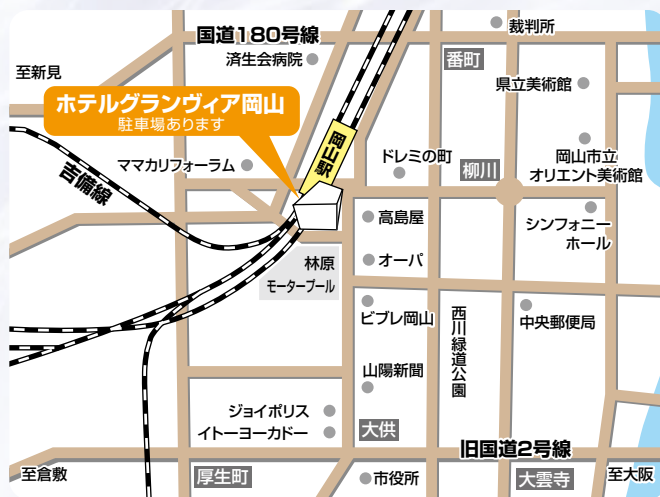 国道180号線
裁判所
済生会病院
番町
至新見
県立美術館
ホテルグランヴィア岡山
駐車場あります
岡山駅
ママカリフォーラム
ドレミの町
柳川
岡山市立
オリエント美術館
吉備線
高島屋
シンフォニー
ホール
オーパ
林原
モータープール
ビブレ岡山
西川緑道公園
中央郵便局
山陽新聞
ジョイポリス
イトーヨーカドー
大供
旧国道2号線
至倉敷
厚生町
市役所
大雲寺
至大阪